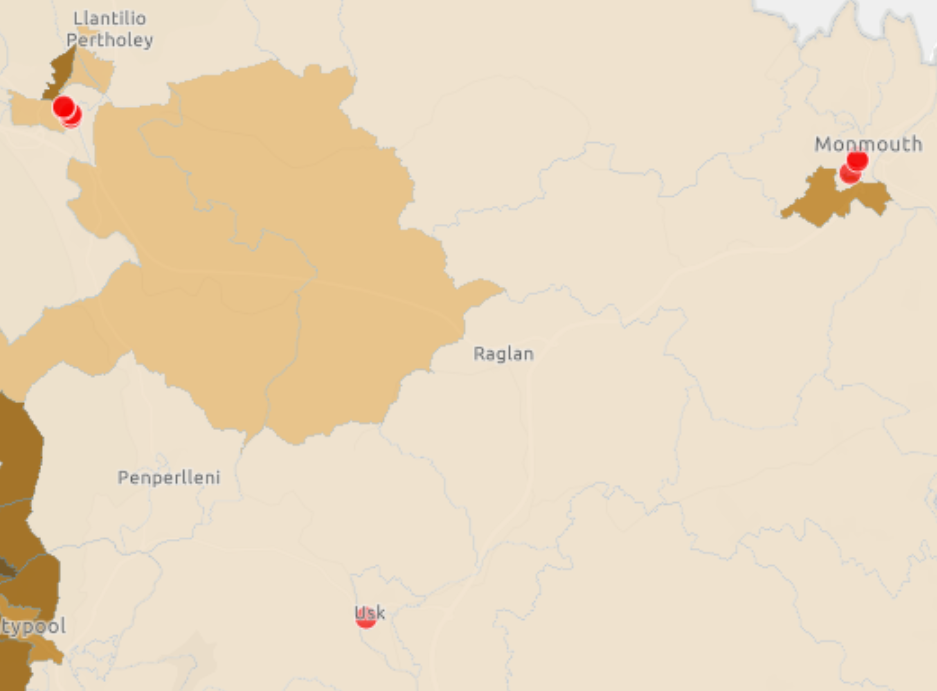 Llantilio
Pertholey
Monmouth
Raglan
Penperlleni
Usk
typool